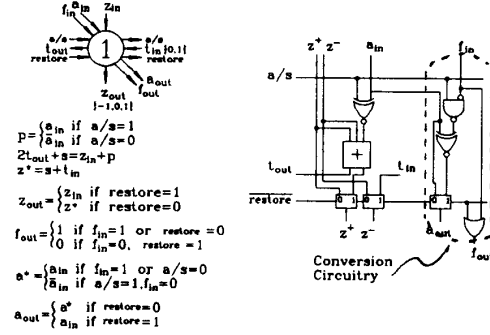 f_in a_in z_in
a/s a/s
t_out 1 t_in {0,1}
restore restore
z_out a_out
{-1,0,1} f_out
p={a_in if a/s=1
{a̅_in if a/s=0
2t_out+s=z_in+p
z*=s+t_in
z_out={z_in if restore=1
{z* if restore=0
f_out={1 if f_in=1 or restore=0
{0 if f_in=0, restore=1
a*={a_in if f_in=1 or a/s=0
{a̅_in if a/s=1,f_in=0
a_out={a* if restore=0
{a_in if restore=1
z+ z- a_in f_in
a/s
+
t_out t_in
r̅e̅s̅t̅o̅r̅e̅ 0 1 0 1 0 1
z+ z- a_out
f_out
Conversion
Circuitry